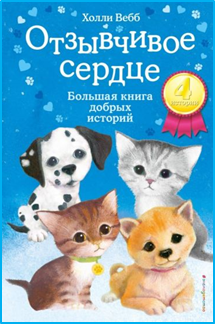 Холли Вебб
Отзывчивое
сердце
Большая книга
добрых
историй
4
истории